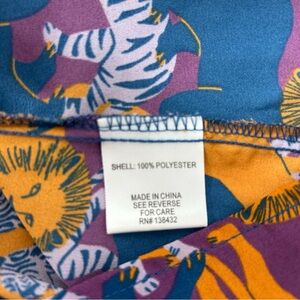 SHELL: 100% POLYESTER
MADE IN CHINA
SEE REVERSE
FOR CARE
RN# 138432